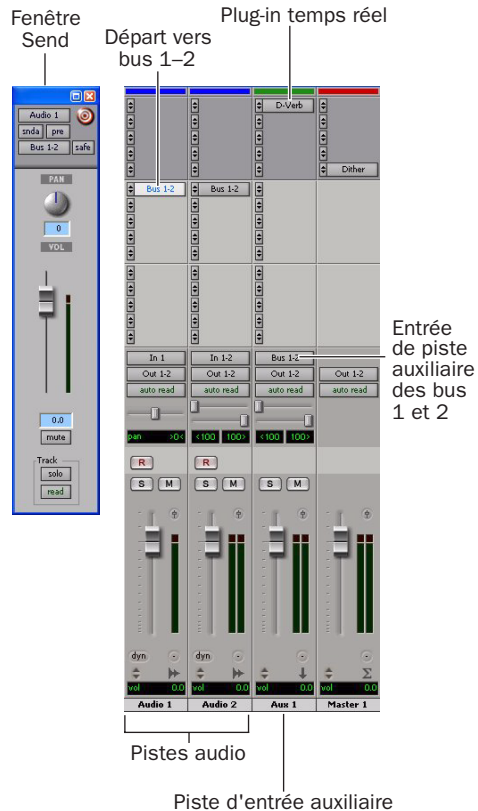 Fenêtre
Send
Départ vers
bus 1–2
Plug-in temps réel
Audio 1
snda pre
Bus 1-2 safe
PAN
0
VOL
0.0
mute
Track
solo
read
D-Verb
Dither
Bus 1-2 Bus 1-2
In 1 In 1-2 Bus 1-2
Out 1-2 Out 1-2 Out 1-2 Out 1-2
auto read auto read auto read auto read
pan >0< <100 100> <100 100>
R R
S M S M S M
dyn dyn
Σ
vol 0.0 vol 0.0 vol 0.0 vol 0.0
Audio 1 Audio 2 Aux 1 Master 1
Entrée
de piste
auxiliaire
des bus
1 et 2
Pistes audio
Piste d'entrée auxiliaire